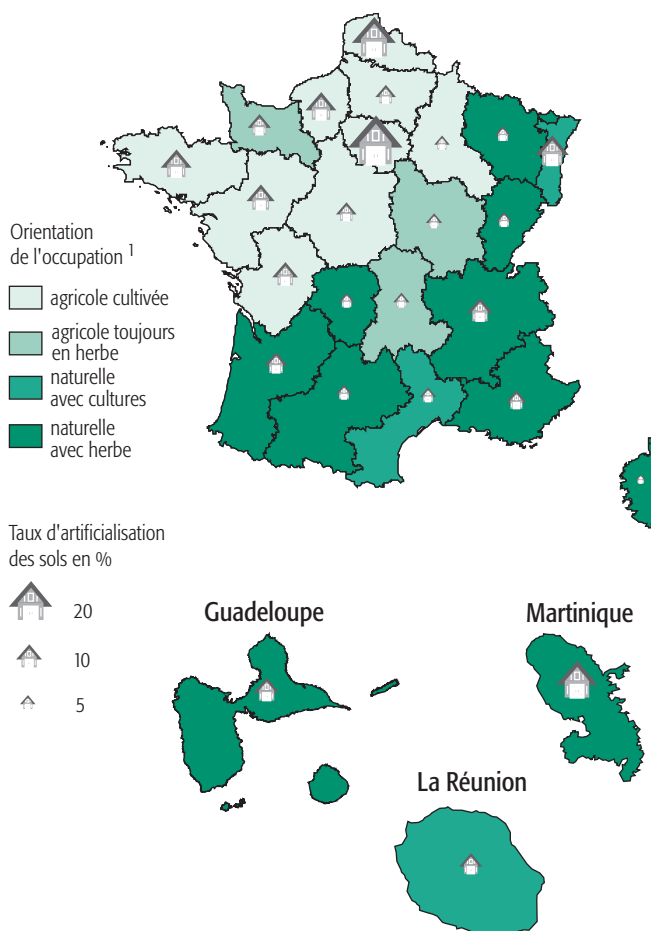 Orientation
de l'occupation 1
agricole cultivée
agricole toujours
en herbe
naturelle
avec cultures
naturelle
avec herbe
Taux d'artificialisation
des sols en %
20
10
5
Guadeloupe
Martinique
La Réunion